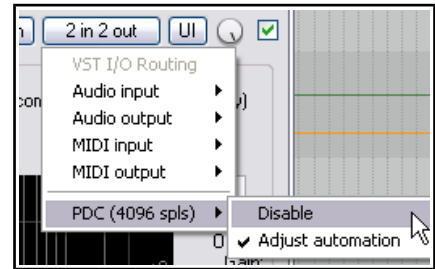 2 in 2 out UI
VST I/O Routing
Audio input
Audio output
MIDI input
MIDI output
PDC (4096 spls)
Disable
Adjust automation